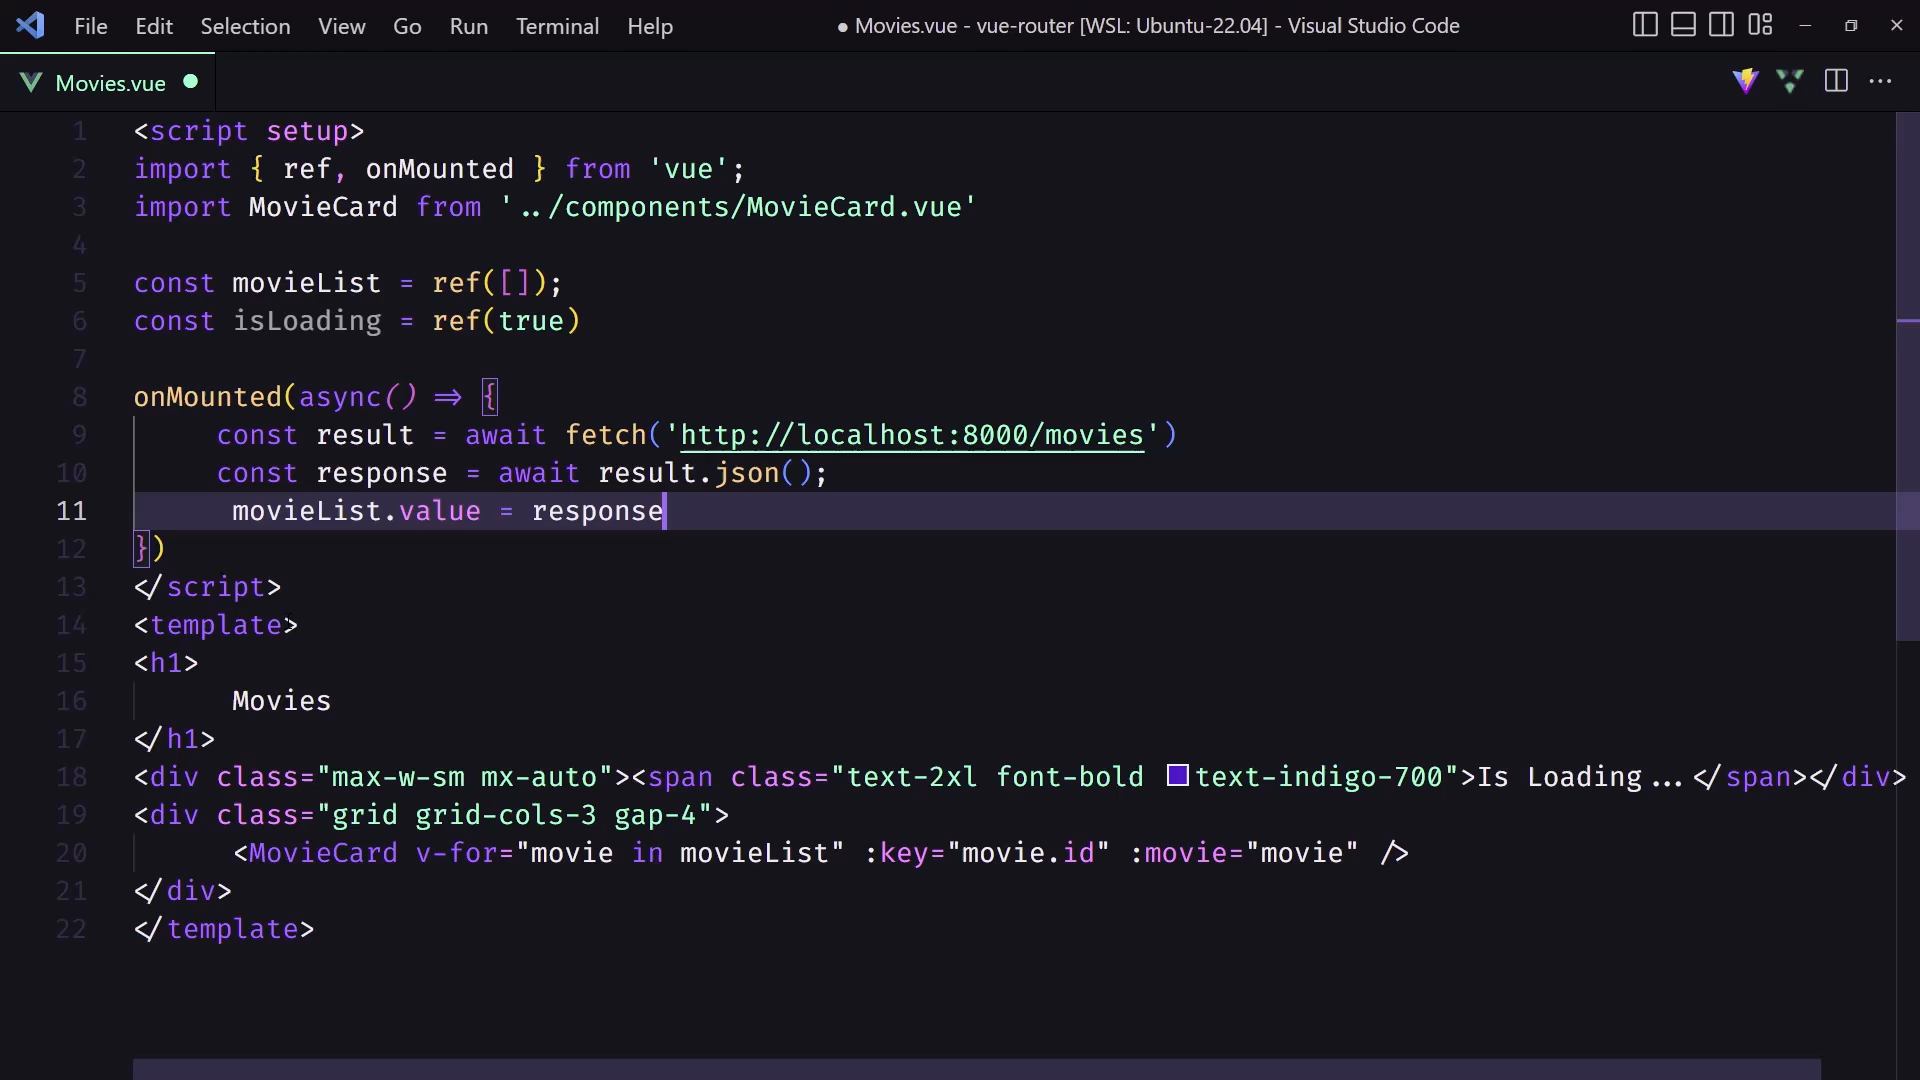 File Edit Selection View Go Run Terminal Help ● Movies.vue - vue-router [WSL: Ubuntu-22.04] - Visual Studio Code
Movies.vue
1 <script setup>
2 import { ref, onMounted } from 'vue';
3 import MovieCard from '../components/MovieCard.vue'
4
5 const movieList = ref([]);
6 const isLoading = ref(true)
7
8 onMounted(async() => {
9 const result = await fetch('http://localhost:8000/movies')
10 const response = await result.json();
11 movieList.value = response
12 })
13 </script>
14 <template>
15 <h1>
16 Movies
17 </h1>
18 <div class="max-w-sm mx-auto"><span class="text-2xl font-bold text-indigo-700">Is Loading...</span></div>
19 <div class="grid grid-cols-3 gap-4">
20 <MovieCard v-for="movie in movieList" :key="movie.id" :movie="movie" />
21 </div>
22 </template>